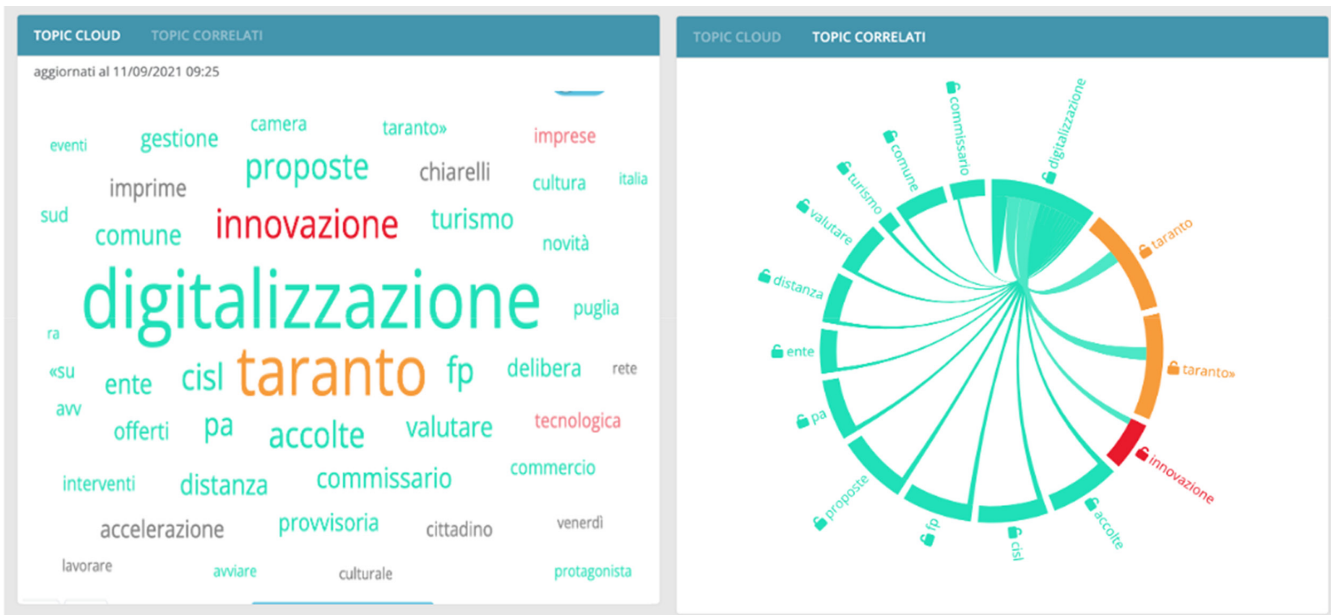 TOPIC CLOUD TOPIC CORRELATI
aggiornati al 11/09/2021 09:25
eventi gestione camera taranto» imprese
imprime proposte chiarelli cultura italia
sud comune innovazione turismo novità
digitalizzazione puglia
ra
«su ente cisl taranto fp delibera rete
avv offerti pa accolte valutare tecnologica
interventi distanza commissario commercio
accelerazione provvisoria cittadino venerdì
lavorare avviare culturale protagonista
TOPIC CLOUD TOPIC CORRELATI
digitalizzazione
taranto
taranto»
innovazione
accolte
cisl
fp
proposte
pa
ente
distanza
valutare
turismo
comune
commissario